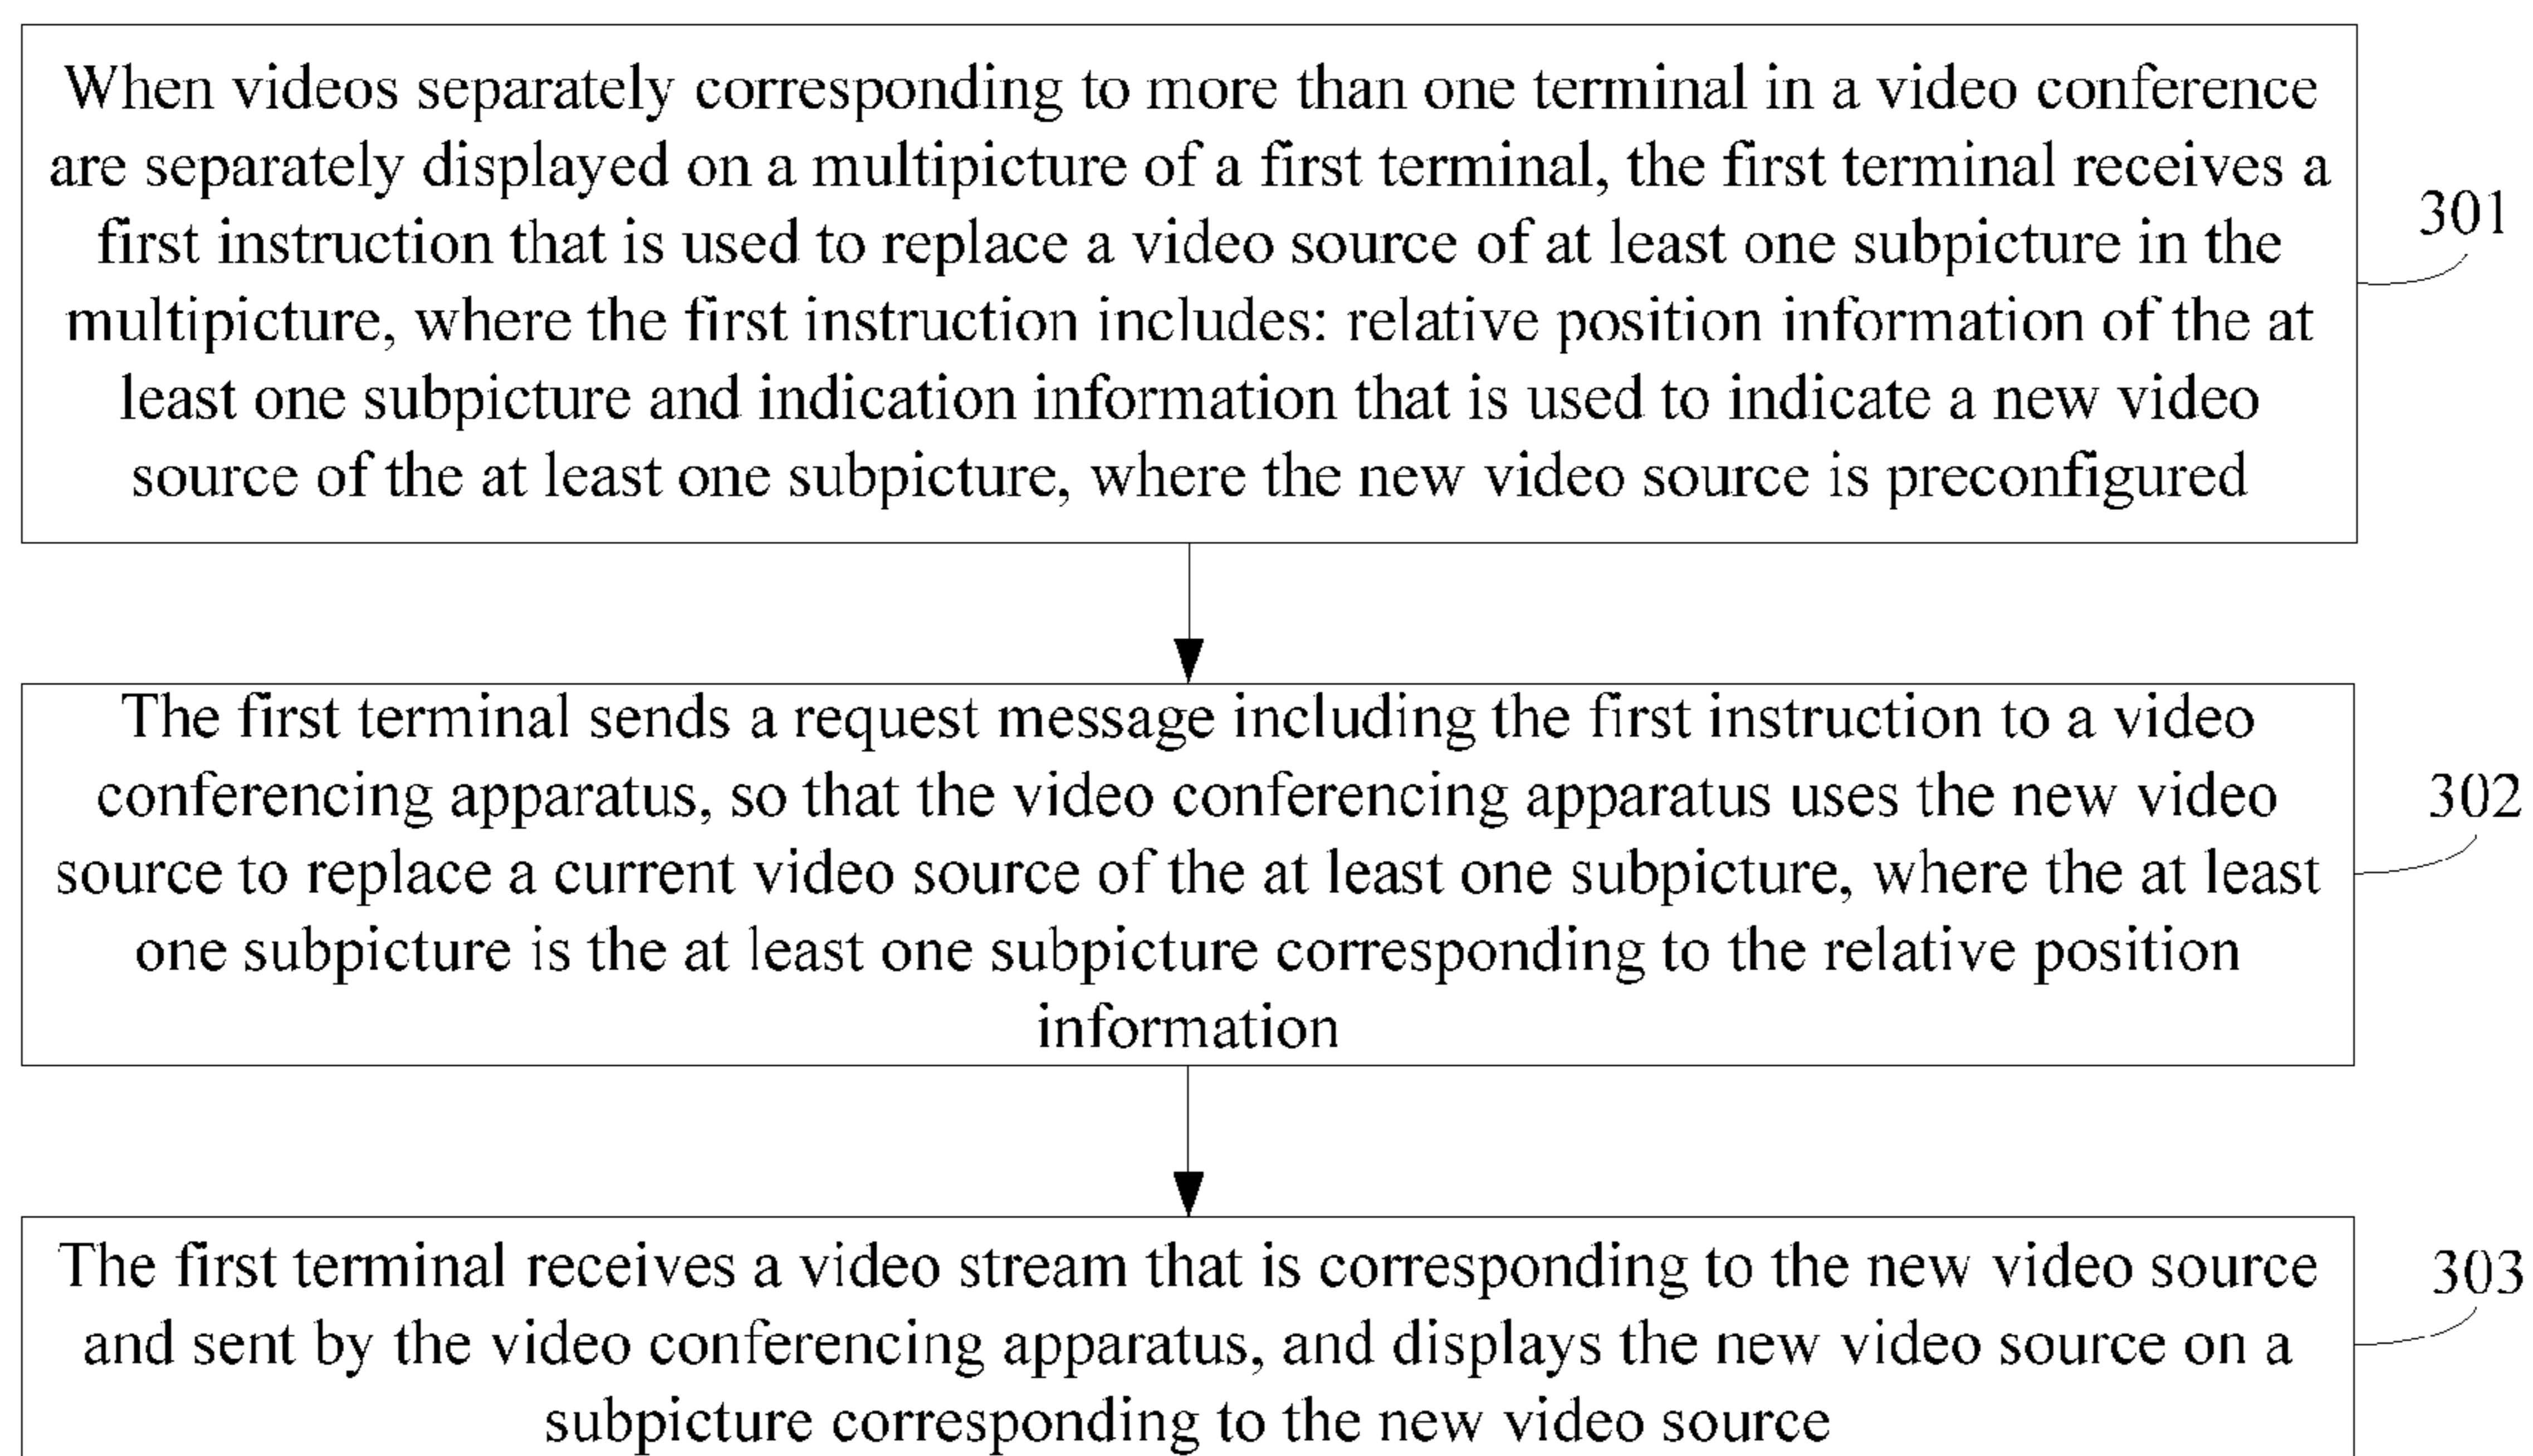 When videos separately corresponding to more than one terminal in a video conference
are separately displayed on a multipicture of a first terminal, the first terminal receives a
first instruction that is used to replace a video source of at least one subpicture in the
multipicture, where the first instruction includes: relative position information of the at
least one subpicture and indication information that is used to indicate a new video
source of the at least one subpicture, where the new video source is preconfigured
301
The first terminal sends a request message including the first instruction to a video
conferencing apparatus, so that the video conferencing apparatus uses the new video
source to replace a current video source of the at least one subpicture, where the at least
one subpicture is the at least one subpicture corresponding to the relative position
information
302
The first terminal receives a video stream that is corresponding to the new video source
and sent by the video conferencing apparatus, and displays the new video source on a
subpicture corresponding to the new video source
303